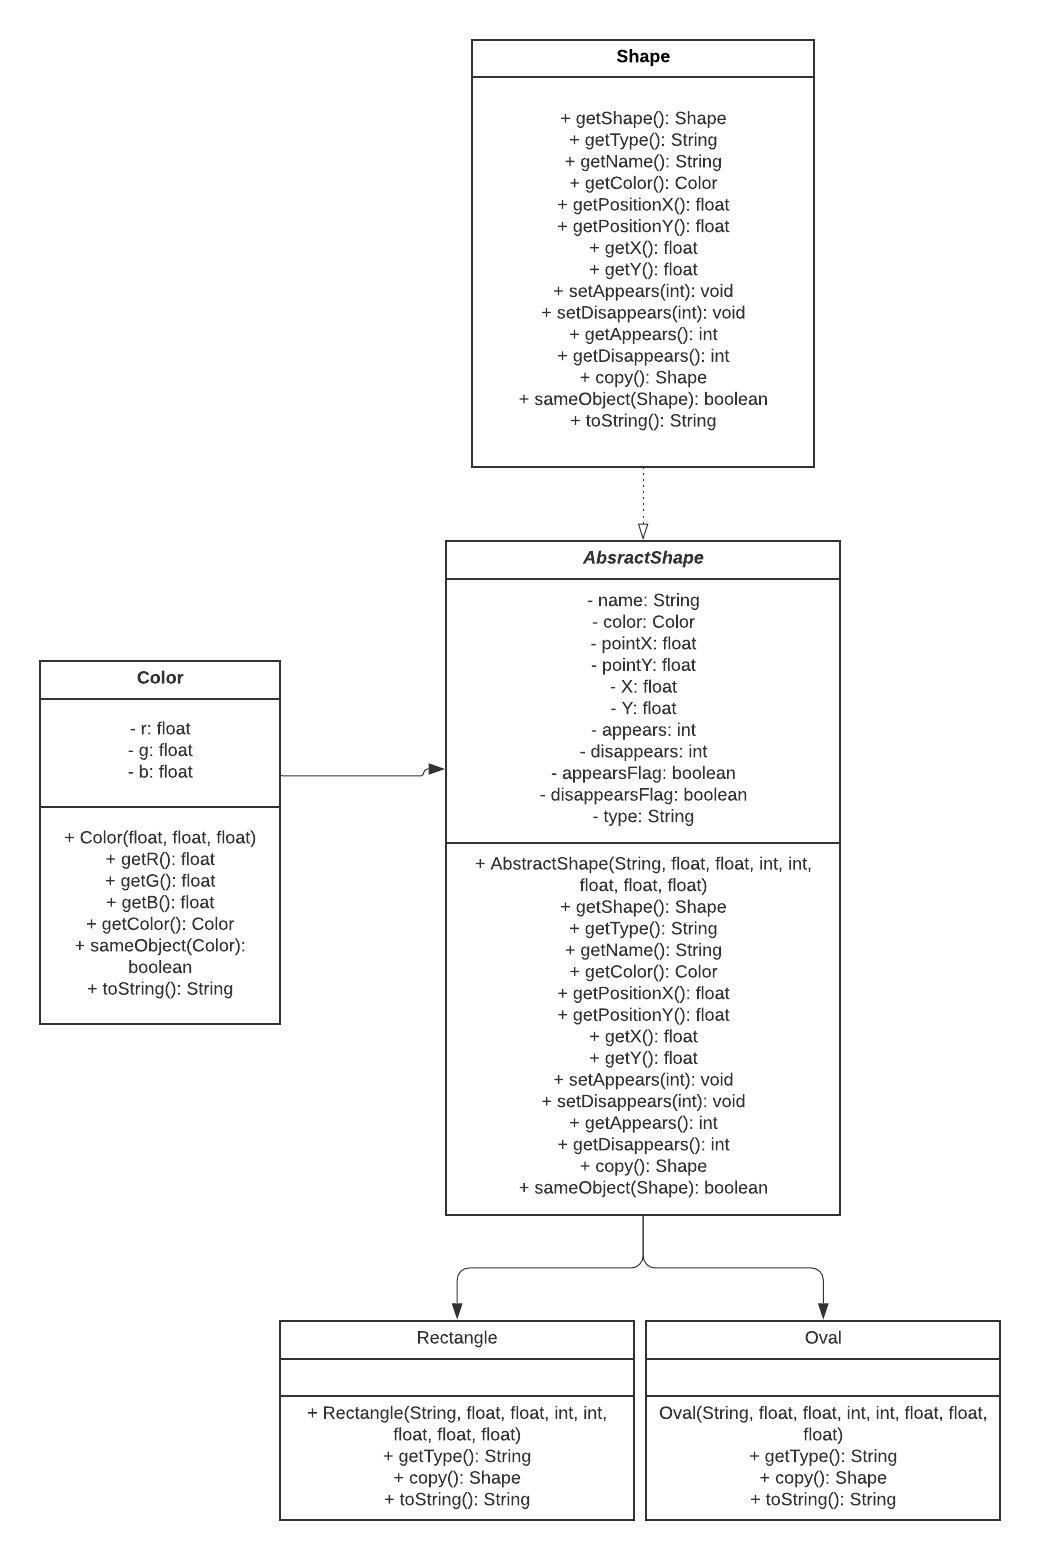 Shape
+ getShape(): Shape
+ getType(): String
+ getName(): String
+ getColor(): Color
+ getPositionX(): float
+ getPositionY(): float
+ getX(): float
+ getY(): float
+ setAppears(int): void
+ setDisappears(int): void
+ getAppears(): int
+ getDisappears(): int
+ copy(): Shape
+ sameObject(Shape): boolean
+ toString(): String
AbsractShape
- name: String
- color: Color
- pointX: float
- pointY: float
- X: float
- Y: float
- appears: int
- disappears: int
- appearsFlag: boolean
- disappearsFlag: boolean
- type: String
+ AbstractShape(String, float, float, int, int,
float, float, float)
+ getShape(): Shape
+ getType(): String
+ getName(): String
+ getColor(): Color
+ getPositionX(): float
+ getPositionY(): float
+ getX(): float
+ getY(): float
+ setAppears(int): void
+ setDisappears(int): void
+ getAppears(): int
+ getDisappears(): int
+ copy(): Shape
+ sameObject(Shape): boolean
Color
- r: float
- g: float
- b: float
+ Color(float, float, float)
+ getR(): float
+ getG(): float
+ getB(): float
+ getColor(): Color
+ sameObject(Color):
boolean
+ toString(): String
Rectangle
+ Rectangle(String, float, float, int, int,
float, float, float)
+ getType(): String
+ copy(): Shape
+ toString(): String
Oval
Oval(String, float, float, int, int, float, float,
float)
+ getType(): String
+ copy(): Shape
+ toString(): String